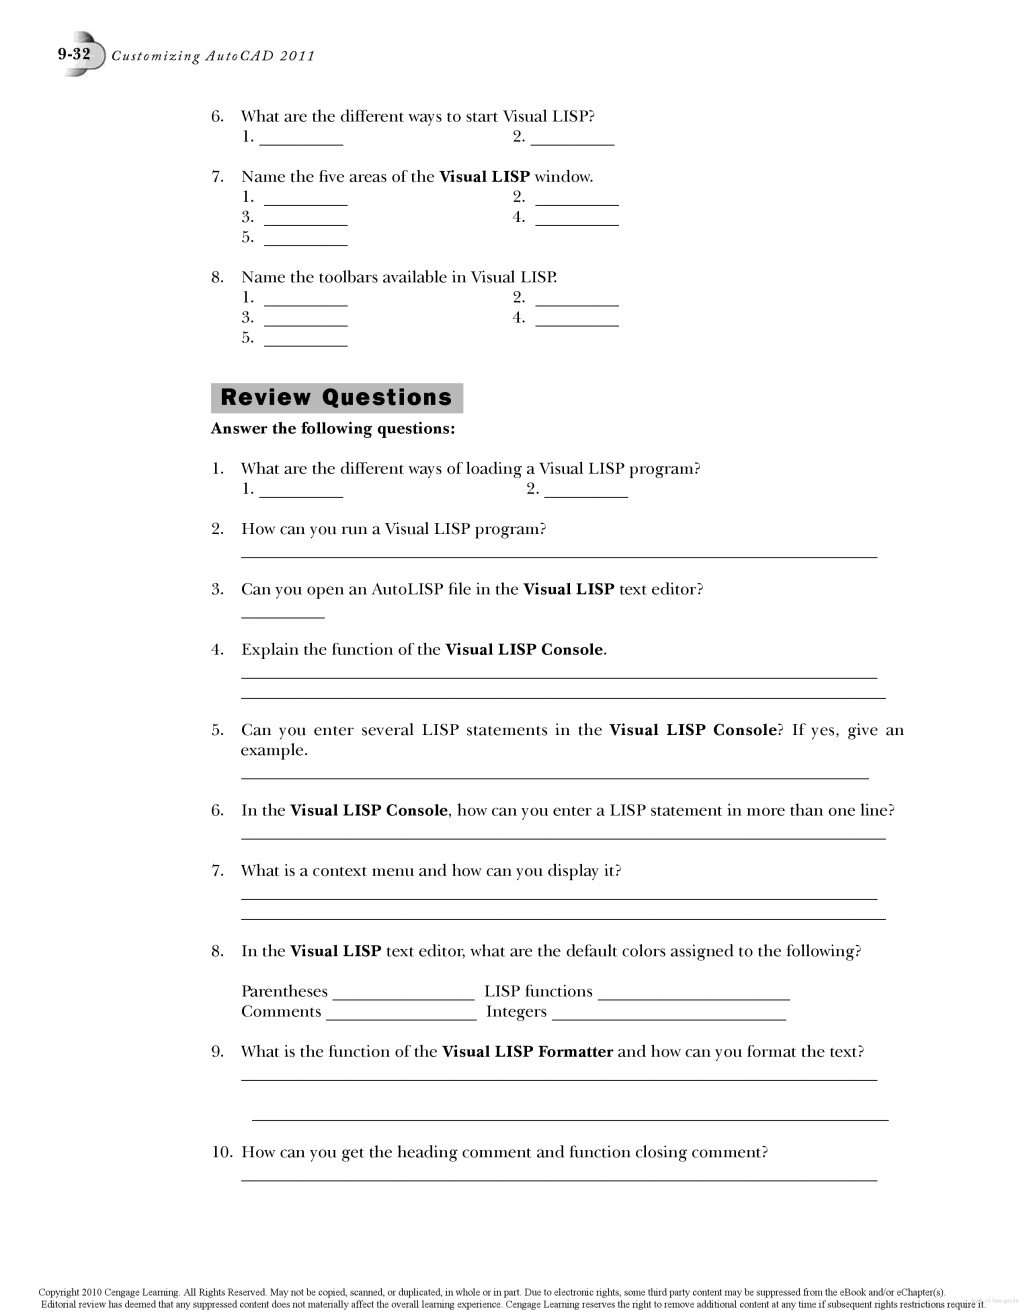 9-32 Customizing AutoCAD 2011
6. What are the different ways to start Visual LISP?
1. __________ 2. __________
7. Name the five areas of the Visual LISP window.
1. __________ 2. __________
3. __________ 4. __________
5. __________
8. Name the toolbars available in Visual LISP.
1. __________ 2. __________
3. __________ 4. __________
5. __________
Review Questions
Answer the following questions:
1. What are the different ways of loading a Visual LISP program?
1. __________ 2. __________
2. How can you run a Visual LISP program?
3. Can you open an AutoLISP file in the Visual LISP text editor?
4. Explain the function of the Visual LISP Console.
5. Can you enter several LISP statements in the Visual LISP Console? If yes, give an
example.
6. In the Visual LISP Console, how can you enter a LISP statement in more than one line?
7. What is a context menu and how can you display it?
8. In the Visual LISP text editor, what are the default colors assigned to the following?
Parentheses __________ LISP functions __________
Comments __________ Integers __________
9. What is the function of the Visual LISP Formatter and how can you format the text?
10. How can you get the heading comment and function closing comment?
Copyright 2010 Cengage Learning. All Rights Reserved. May not be copied, scanned, or duplicated, in whole or in part. Due to electronic rights, some third party content may be suppressed from the eBook and/or eChapter(s).
Editorial review has deemed that any suppressed content does not materially affect the overall learning experience. Cengage Learning reserves the right to remove additional content at any time if subsequent rights restrictions require it.